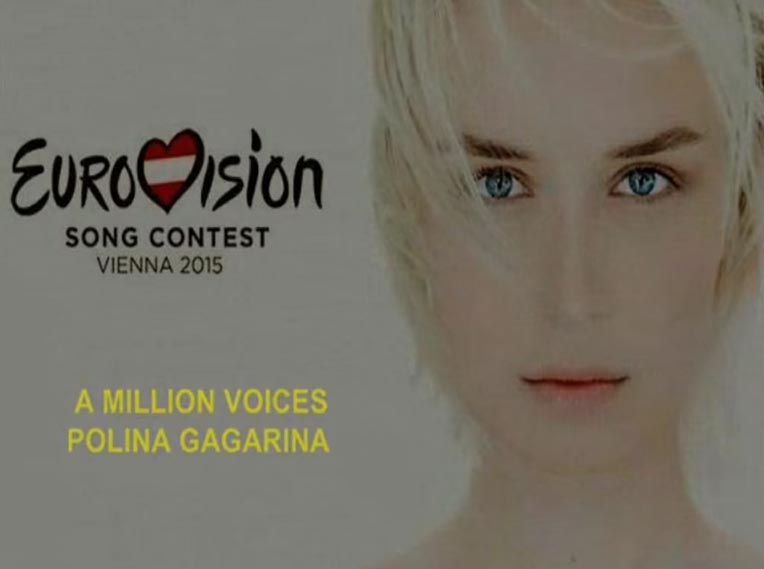 EUROVISION
SONG CONTEST
VIENNA 2015
A MILLION VOICES
POLINA GAGARINA